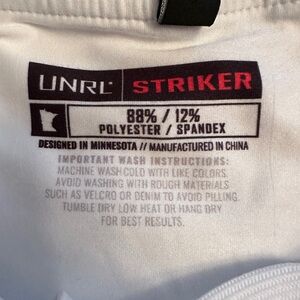 UNRL STRIKER
88% / 12%
POLYESTER / SPANDEX
DESIGNED IN MINNESOTA // MANUFACTURED IN CHINA
IMPORTANT WASH INSTRUCTIONS:
MACHINE WASH COLD WITH LIKE COLORS.
AVOID WASHING WITH ROUGH MATERIALS
SUCH AS VELCRO OR DENIM TO AVOID PILLING.
TUMBLE DRY LOW HEAT OR HANG DRY
FOR BEST RESULTS.